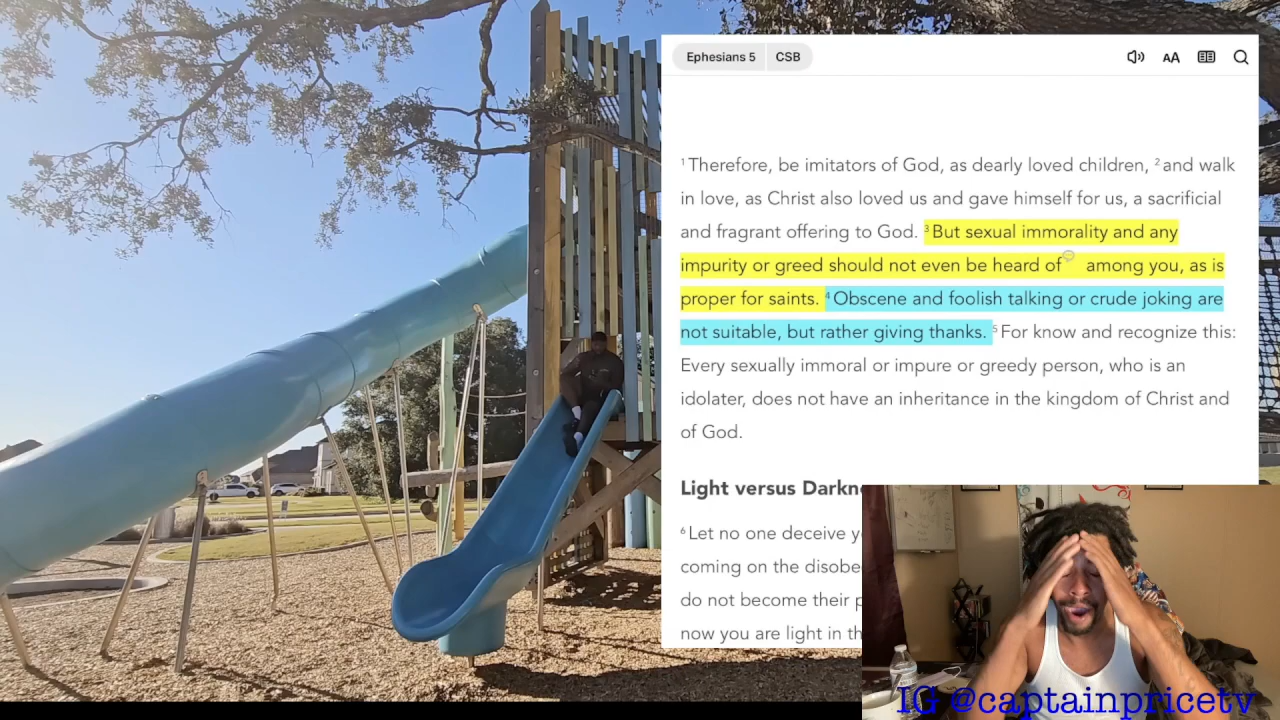 Ephesians 5 CSB
AA
1 Therefore, be imitators of God, as dearly loved children, 2 and walk
in love, as Christ also loved us and gave himself for us, a sacrificial
and fragrant offering to God. 3 But sexual immorality and any
impurity or greed should not even be heard of among you, as is
proper for saints. 4 Obscene and foolish talking or crude joking are
not suitable, but rather giving thanks. 5 For know and recognize this:
Every sexually immoral or impure or greedy person, who is an
idolater, does not have an inheritance in the kingdom of Christ and
of God.
Light versus Darkn
6 Let no one deceive y
coming on the disobe
do not become their p
now you are light in th
IG @captainpricetv